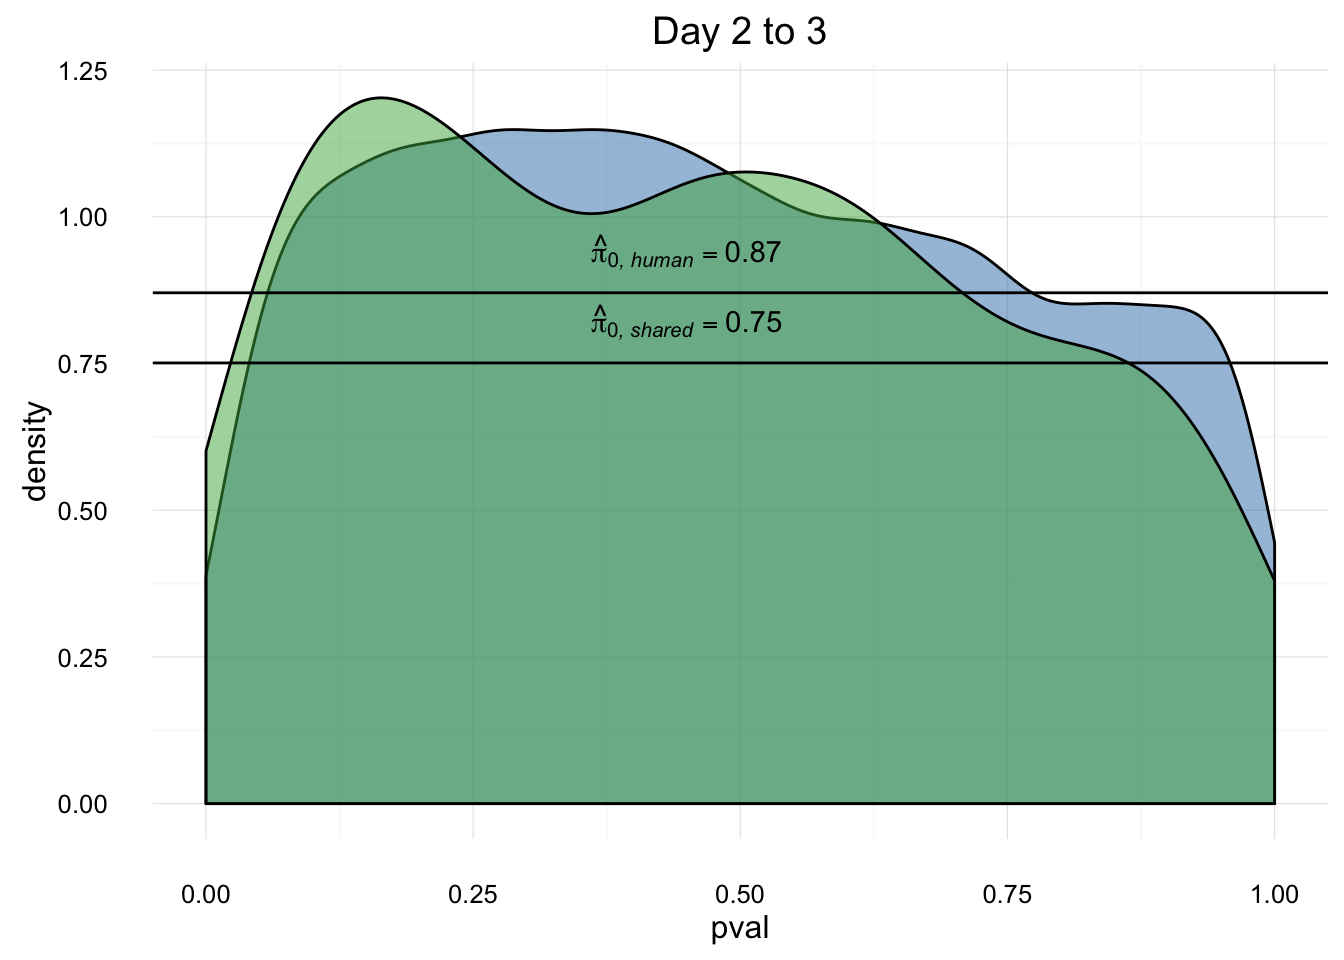 Day 2 to 3
1.25
1.00
0.75
0.50
0.25
0.00
density
π̂0, human = 0.87
π̂0, shared = 0.75
0.00 0.25 0.50 0.75 1.00
pval